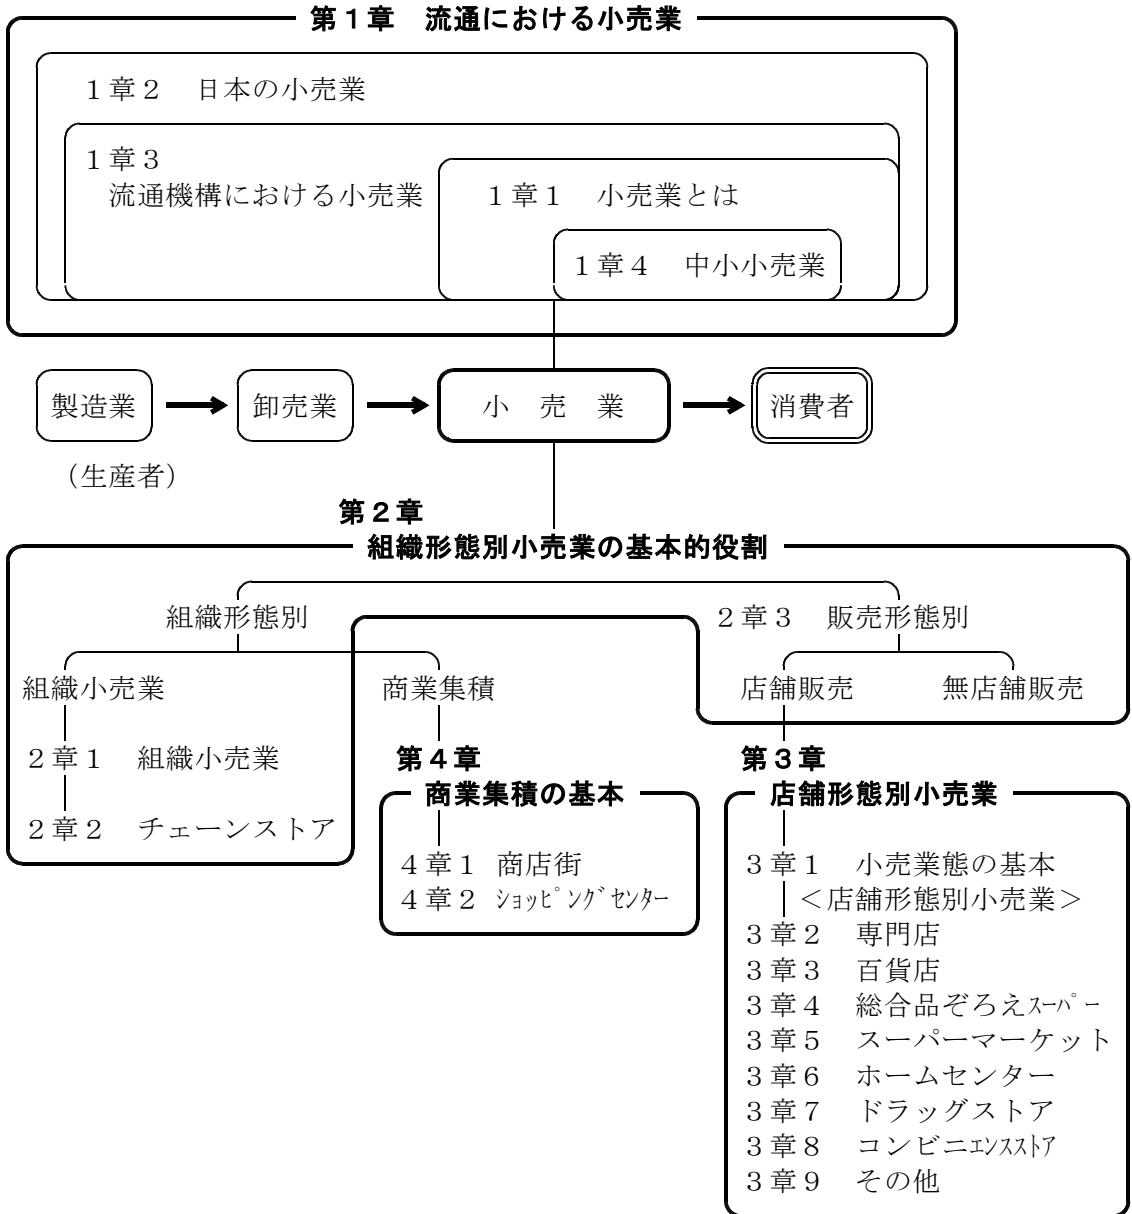 第１章　流通における小売業
１章２　日本の小売業
１章３
流通機構における小売業
１章１　小売業とは
１章４　中小小売業
製造業
卸売業
小　売　業
消費者
（生産者）
第２章
組織形態別小売業の基本的役割
組織形態別
２章３　販売形態別
組織小売業
商業集積
店舗販売
無店舗販売
２章１　組織小売業
２章２　チェーンストア
第４章
商業集積の基本
４章１　商店街
４章２　ｼｮｯﾋﾟﾝｸﾞｾﾝﾀｰ
第３章
店舗形態別小売業
３章１　小売業態の基本
＜店舗形態別小売業＞
３章２　専門店
３章３　百貨店
３章４　総合品ぞろえｽｰﾊﾟｰ
３章５　スーパーマーケット
３章６　ホームセンター
３章７　ドラッグストア
３章８　コンビニｴﾝｽｽﾄｱ
３章９　その他